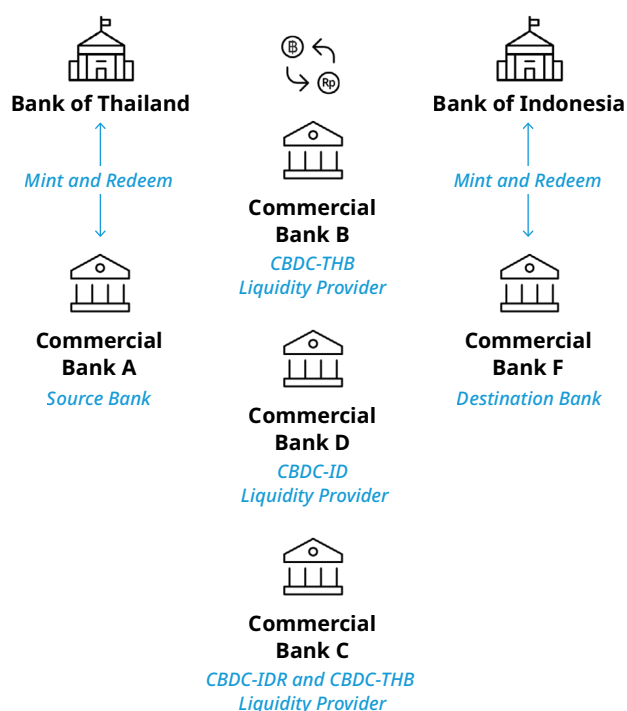 ฿
Rp
Bank of Thailand
Bank of Indonesia
Mint and Redeem
Mint and Redeem
Commercial
Bank B
CBDC-THB
Liquidity Provider
Commercial
Bank A
Source Bank
Commercial
Bank F
Destination Bank
Commercial
Bank D
CBDC-ID
Liquidity Provider
Commercial
Bank C
CBDC-IDR and CBDC-THB
Liquidity Provider